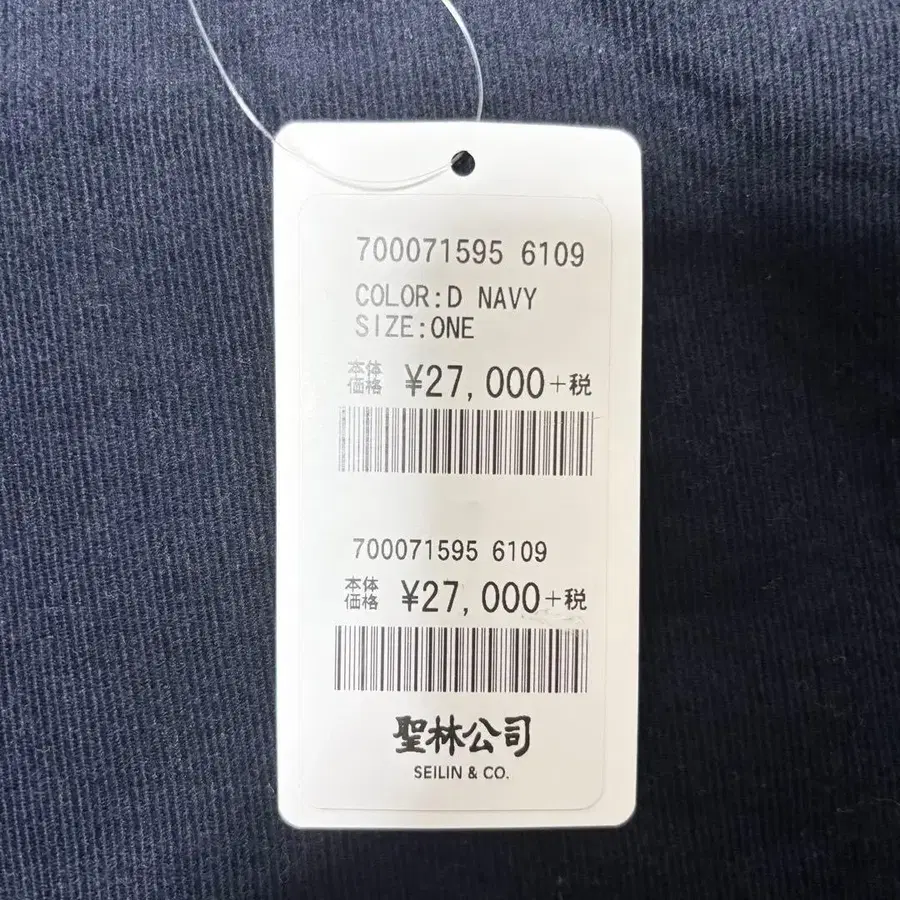 700071595 6109
COLOR:D NAVY
SIZE:ONE
本体価格 ¥27,000+税
700071595 6109
本体価格 ¥27,000+税
聖林公司
SEILIN & CO.